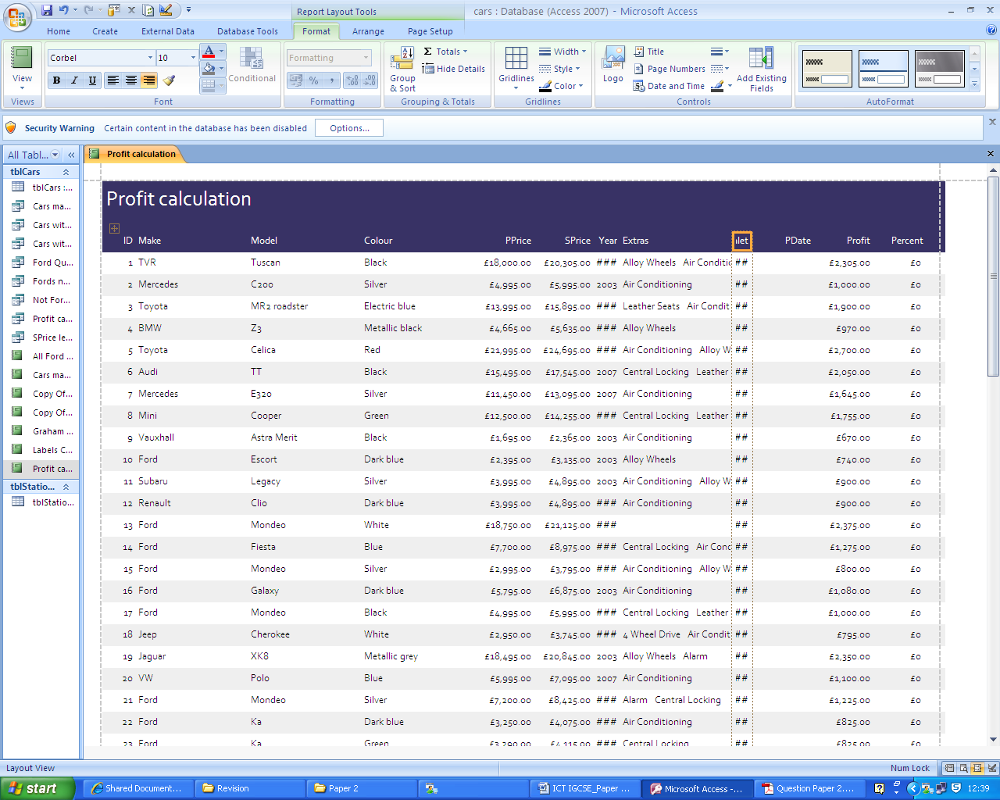 Report Layout Tools
cars : Database (Access 2007) - Microsoft Access
Home Create External Data Database Tools Format Arrange Page Setup
View
Views
Corbel 10
B I U
Conditional
Font
Formatting
Formatting
Group & Sort
Σ Totals
Hide Details
Grouping & Totals
Gridlines
Width
Style
Color
Gridlines
Logo
Title
Page Numbers
Date and Time
Add Existing Fields
Controls
AutoFormat
Security Warning Certain content in the database has been disabled Options...
All Tabl...
tblCars
tblCars :...
Cars ma...
Cars wit...
Cars wit...
Ford Qu...
Fords n...
Not For...
Profit ca...
SPrice le...
All Ford ...
Cars ma...
Copy Of...
Copy Of...
Graham ...
Labels C...
Profit ca...
tblStatio...
tblStatio...
Profit calculation
Profit calculation
ID Make Model Colour PPrice SPrice Year Extras ılet PDate Profit Percent
1 TVR Tuscan Black £18,000.00 £20,305.00 ### Alloy Wheels Air Conditic ## £2,305.00 £0
2 Mercedes C200 Silver £4,995.00 £5,995.00 2003 Air Conditioning ## £1,000.00 £0
3 Toyota MR2 roadster Electric blue £13,995.00 £15,895.00 ### Leather Seats Air Condit ## £1,900.00 £0
4 BMW Z3 Metallic black £4,665.00 £5,635.00 ### Alloy Wheels ## £970.00 £0
5 Toyota Celica Red £21,995.00 £24,695.00 ### Air Conditioning Alloy W ## £2,700.00 £0
6 Audi TT Black £15,495.00 £17,545.00 2007 Central Locking Leather ## £2,050.00 £0
7 Mercedes E320 Silver £11,450.00 £13,095.00 2007 Air Conditioning ## £1,645.00 £0
8 Mini Cooper Green £12,500.00 £14,255.00 ### Central Locking Leather ## £1,755.00 £0
9 Vauxhall Astra Merit Black £1,695.00 £2,365.00 2003 Air Conditioning ## £670.00 £0
10 Ford Escort Dark blue £2,395.00 £3,135.00 2003 Alloy Wheels ## £740.00 £0
11 Subaru Legacy Silver £3,995.00 £4,895.00 2003 Air Conditioning Alloy W ## £900.00 £0
12 Renault Clio Dark blue £3,995.00 £4,895.00 ### Air Conditioning ## £900.00 £0
13 Ford Mondeo White £18,750.00 £21,125.00 ### ## £2,375.00 £0
14 Ford Fiesta Blue £7,700.00 £8,975.00 ### Central Locking Air Conc ## £1,275.00 £0
15 Ford Mondeo Silver £2,995.00 £3,795.00 ### Air Conditioning Alloy W ## £800.00 £0
16 Ford Galaxy Dark blue £5,795.00 £6,875.00 2003 Air Conditioning ## £1,080.00 £0
17 Ford Mondeo Black £4,995.00 £5,995.00 ### Central Locking Leather ## £1,000.00 £0
18 Jeep Cherokee White £2,950.00 £3,745.00 ### 4 Wheel Drive Air Condit ## £795.00 £0
19 Jaguar XK8 Metallic grey £18,495.00 £20,845.00 2003 Alloy Wheels Alarm ## £2,350.00 £0
20 VW Polo Blue £5,995.00 £7,095.00 2007 Air Conditioning ## £1,100.00 £0
21 Ford Mondeo Silver £7,200.00 £8,425.00 ### Alarm Central Locking ## £1,225.00 £0
22 Ford Ka Dark blue £3,250.00 £4,075.00 ### Air Conditioning ## £825.00 £0
23 Ford Ka Green £3,290.00 £4,115.00 ### Central Locking ## £825.00 £0
Layout View Num Lock
start Shared Document... Revision Paper 2 ICT IGCSE_Paper ... Microsoft Access -... Question Paper 2.... 12:39